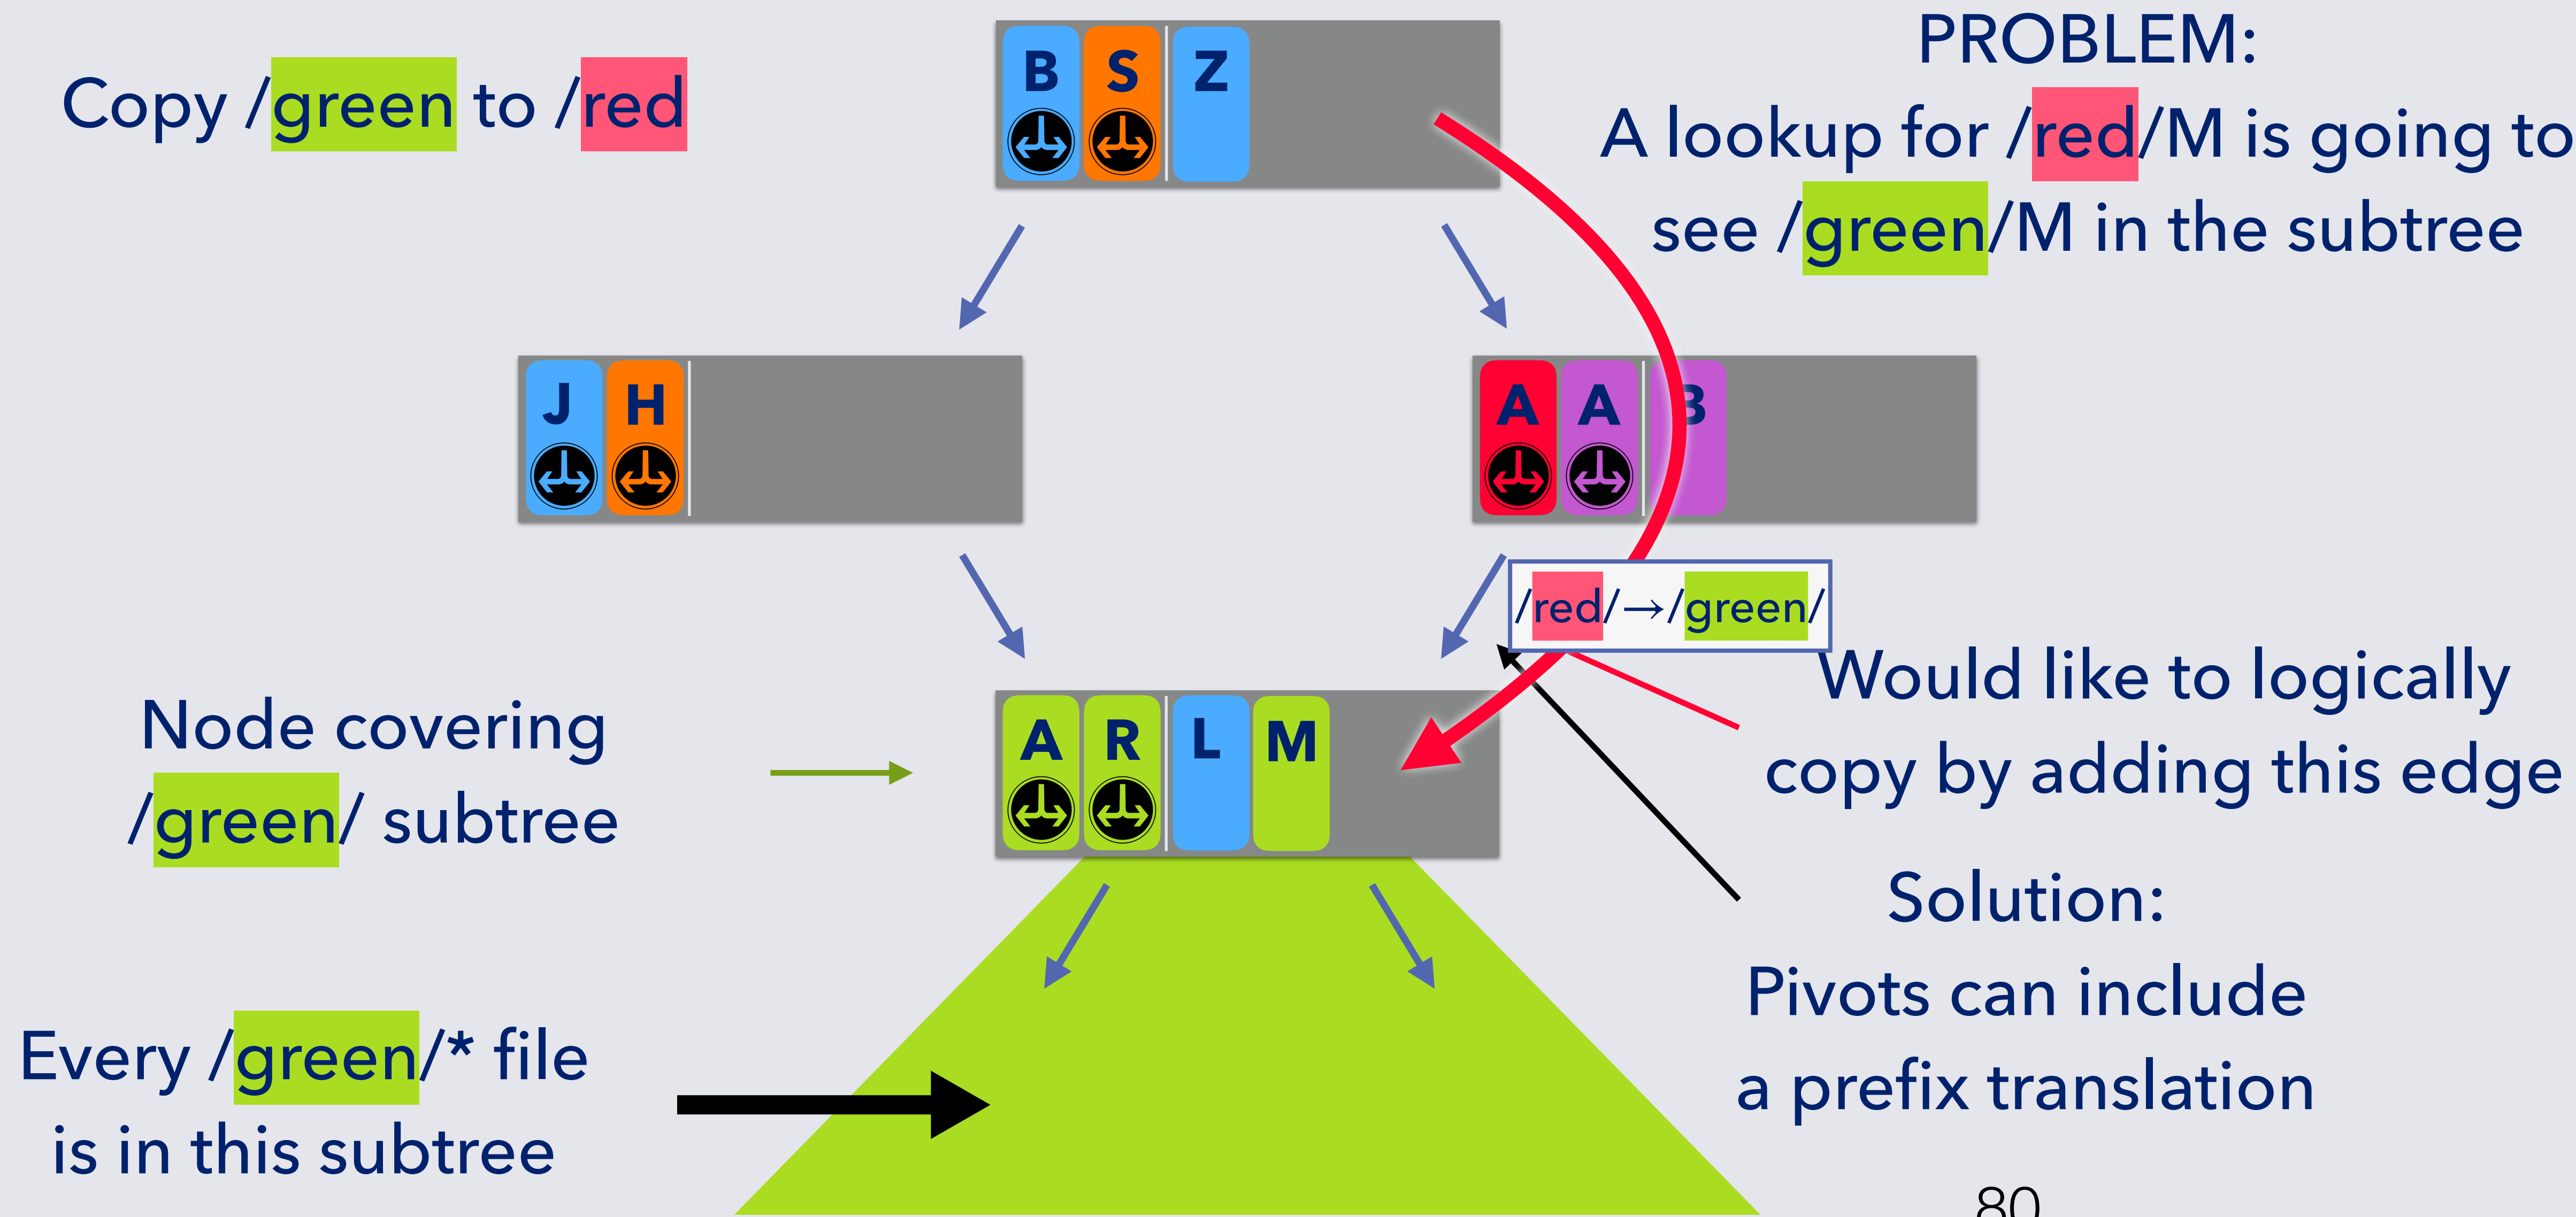 Copy /green to /red
B S Z
PROBLEM:
A lookup for /red/M is going to
see /green/M in the subtree
J H
A A B
/red/→/green/
Node covering
/green/ subtree
A R L M
Would like to logically
copy by adding this edge
Solution:
Pivots can include
a prefix translation
Every /green/* file
is in this subtree
80